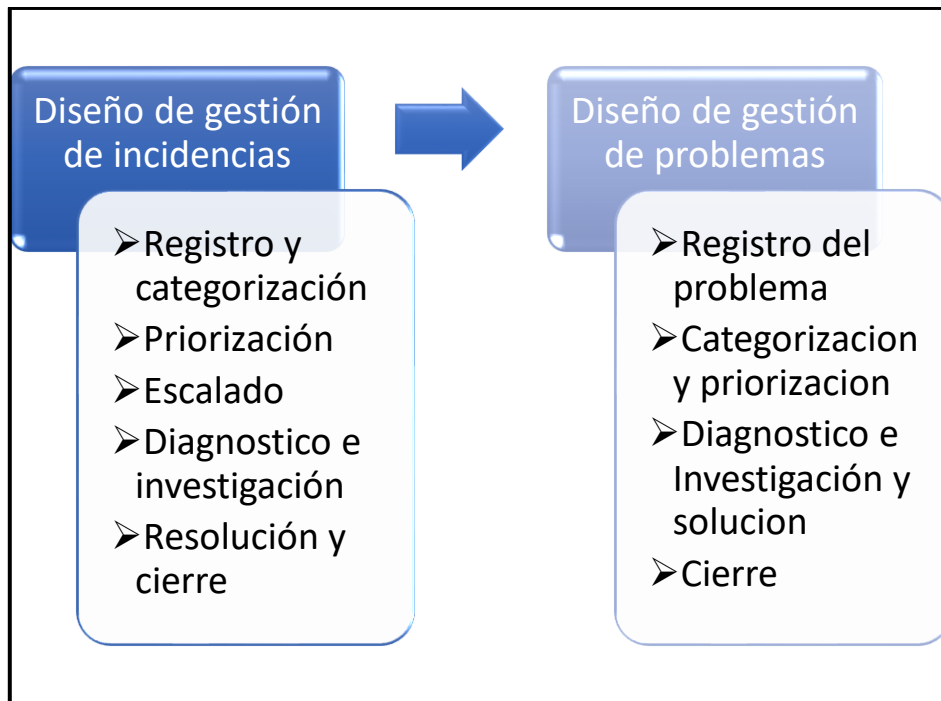 Diseño de gestión
de incidencias
➢Registro y
categorización
➢Priorización
➢Escalado
➢Diagnostico e
investigación
➢Resolución y
cierre
Diseño de gestión
de problemas
➢Registro del
problema
➢Categorizacion
y priorizacion
➢Diagnostico e
Investigación y
solucion
➢Cierre